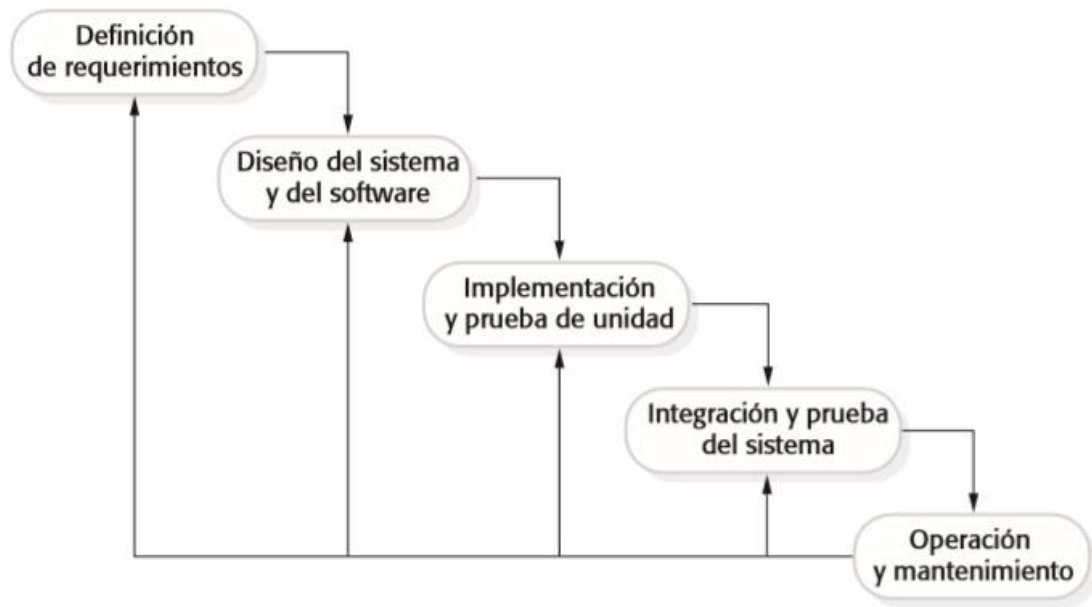 Definición
de requerimientos
Diseño del sistema
y del software
Implementación
y prueba de unidad
Integración y prueba
del sistema
Operación
y mantenimiento